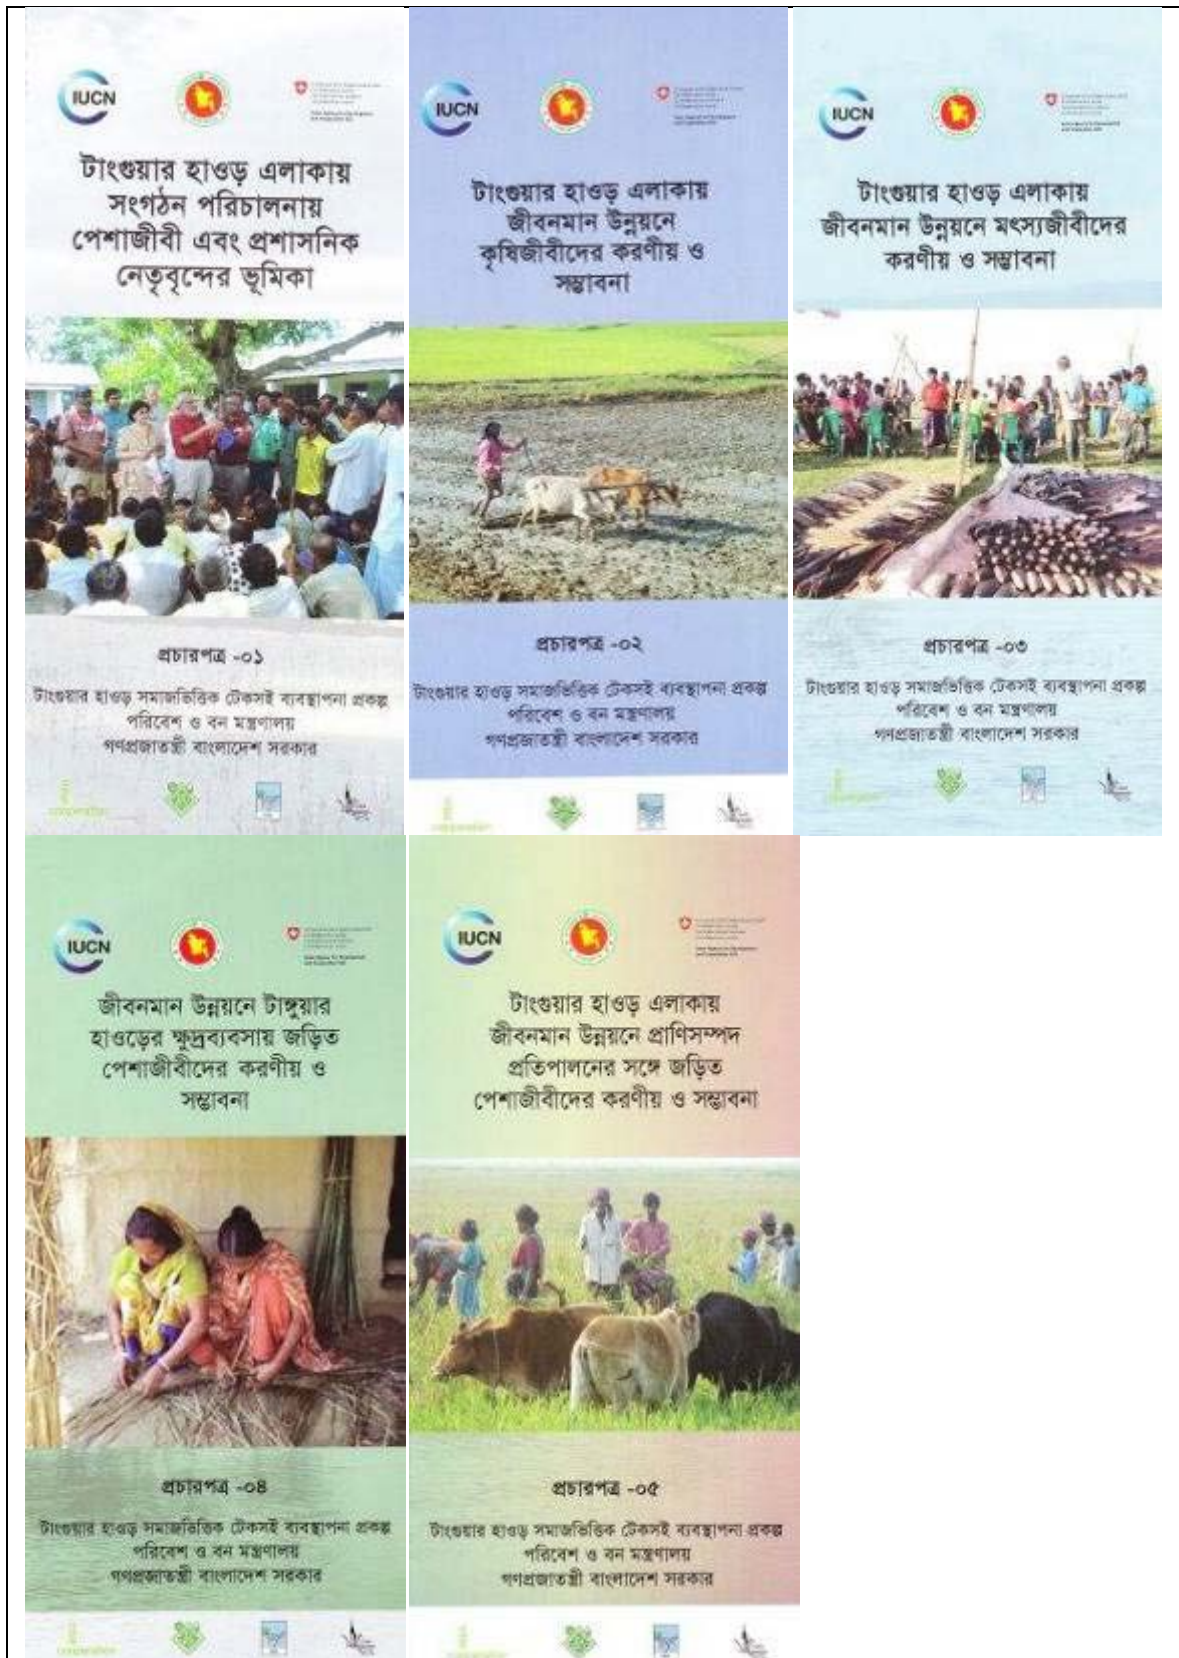 IUCN
টাংগুয়ার হাওড় এলাকায়
সংগঠন পরিচালনায়
পেশাজীবী এবং প্রশাসনিক
নেতৃবৃন্দের ভূমিকা
প্রচারপত্র -০১
টাংগুয়ার হাওড় সমাজভিত্তিক টেকসই ব্যবস্থাপনা প্রকল্প
পরিবেশ ও বন মন্ত্রণালয়
গণপ্রজাতন্ত্রী বাংলাদেশ সরকার
cooperation
IUCN
টাংগুয়ার হাওড় এলাকায়
জীবনমান উন্নয়নে
কৃষিজীবীদের করণীয় ও
সম্ভাবনা
প্রচারপত্র -০২
টাংগুয়ার হাওড় সমাজভিত্তিক টেকসই ব্যবস্থাপনা প্রকল্প
পরিবেশ ও বন মন্ত্রণালয়
গণপ্রজাতন্ত্রী বাংলাদেশ সরকার
cooperation
IUCN
টাংগুয়ার হাওড় এলাকায়
জীবনমান উন্নয়নে মৎস্যজীবীদের
করণীয় ও সম্ভাবনা
প্রচারপত্র -০৩
টাংগুয়ার হাওড় সমাজভিত্তিক টেকসই ব্যবস্থাপনা প্রকল্প
পরিবেশ ও বন মন্ত্রণালয়
গণপ্রজাতন্ত্রী বাংলাদেশ সরকার
cooperation
IUCN
জীবনমান উন্নয়নে টাঙ্গুয়ার
হাওড়ের ক্ষুদ্রব্যবসায় জড়িত
পেশাজীবীদের করণীয় ও
সম্ভাবনা
প্রচারপত্র -০৪
টাংগুয়ার হাওড় সমাজভিত্তিক টেকসই ব্যবস্থাপনা প্রকল্প
পরিবেশ ও বন মন্ত্রণালয়
গণপ্রজাতন্ত্রী বাংলাদেশ সরকার
cooperation
IUCN
টাংগুয়ার হাওড় এলাকায়
জীবনমান উন্নয়নে প্রাণিসম্পদ
প্রতিপালনের সঙ্গে জড়িত
পেশাজীবীদের করণীয় ও সম্ভাবনা
প্রচারপত্র -০৫
টাংগুয়ার হাওড় সমাজভিত্তিক টেকসই ব্যবস্থাপনা প্রকল্প
পরিবেশ ও বন মন্ত্রণালয়
গণপ্রজাতন্ত্রী বাংলাদেশ সরকার
cooperation